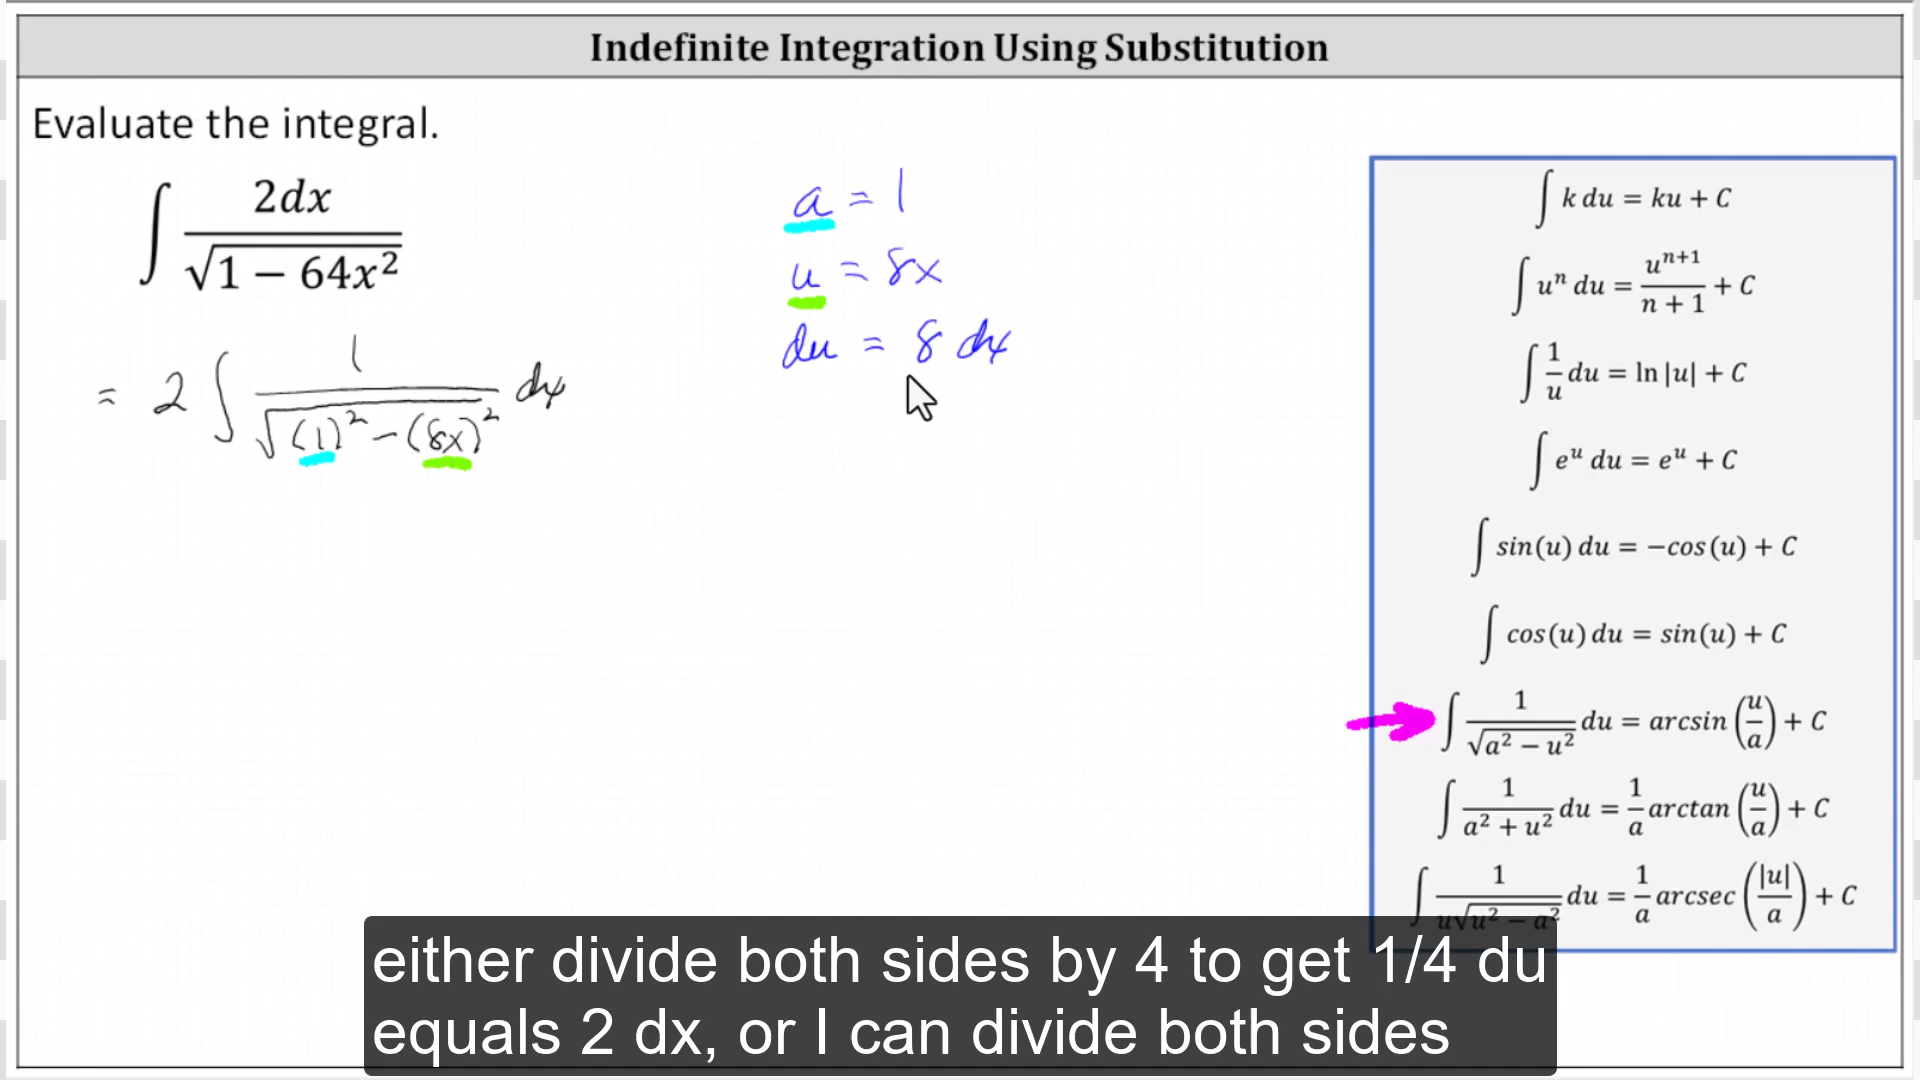 Indefinite Integration Using Substitution
Evaluate the integral.
∫ 2dx / √(1 − 64x²)
= 2 ∫ 1 / √((1)² − (8x)²) dx
a = 1
u = 8x
du = 8 dx
∫ k du = ku + C
∫ uⁿ du = uⁿ⁺¹ / (n + 1) + C
∫ 1/u du = ln|u| + C
∫ eᵘ du = eᵘ + C
∫ sin(u) du = −cos(u) + C
∫ cos(u) du = sin(u) + C
∫ 1/√(a² − u²) du = arcsin (u/a) + C
∫ 1/(a² + u²) du = 1/a arctan (u/a) + C
∫ 1/(u√(u² − a²)) du = 1/a arcsec (|u|/a) + C
either divide both sides by 4 to get 1/4 du
equals 2 dx, or I can divide both sides